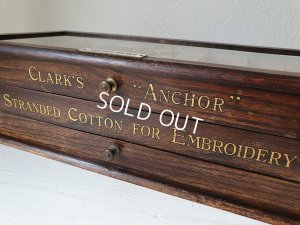 CLARK'S "ANCHOR"
SOLD OUT
STRANDED COTTON FOR EMBROIDERY